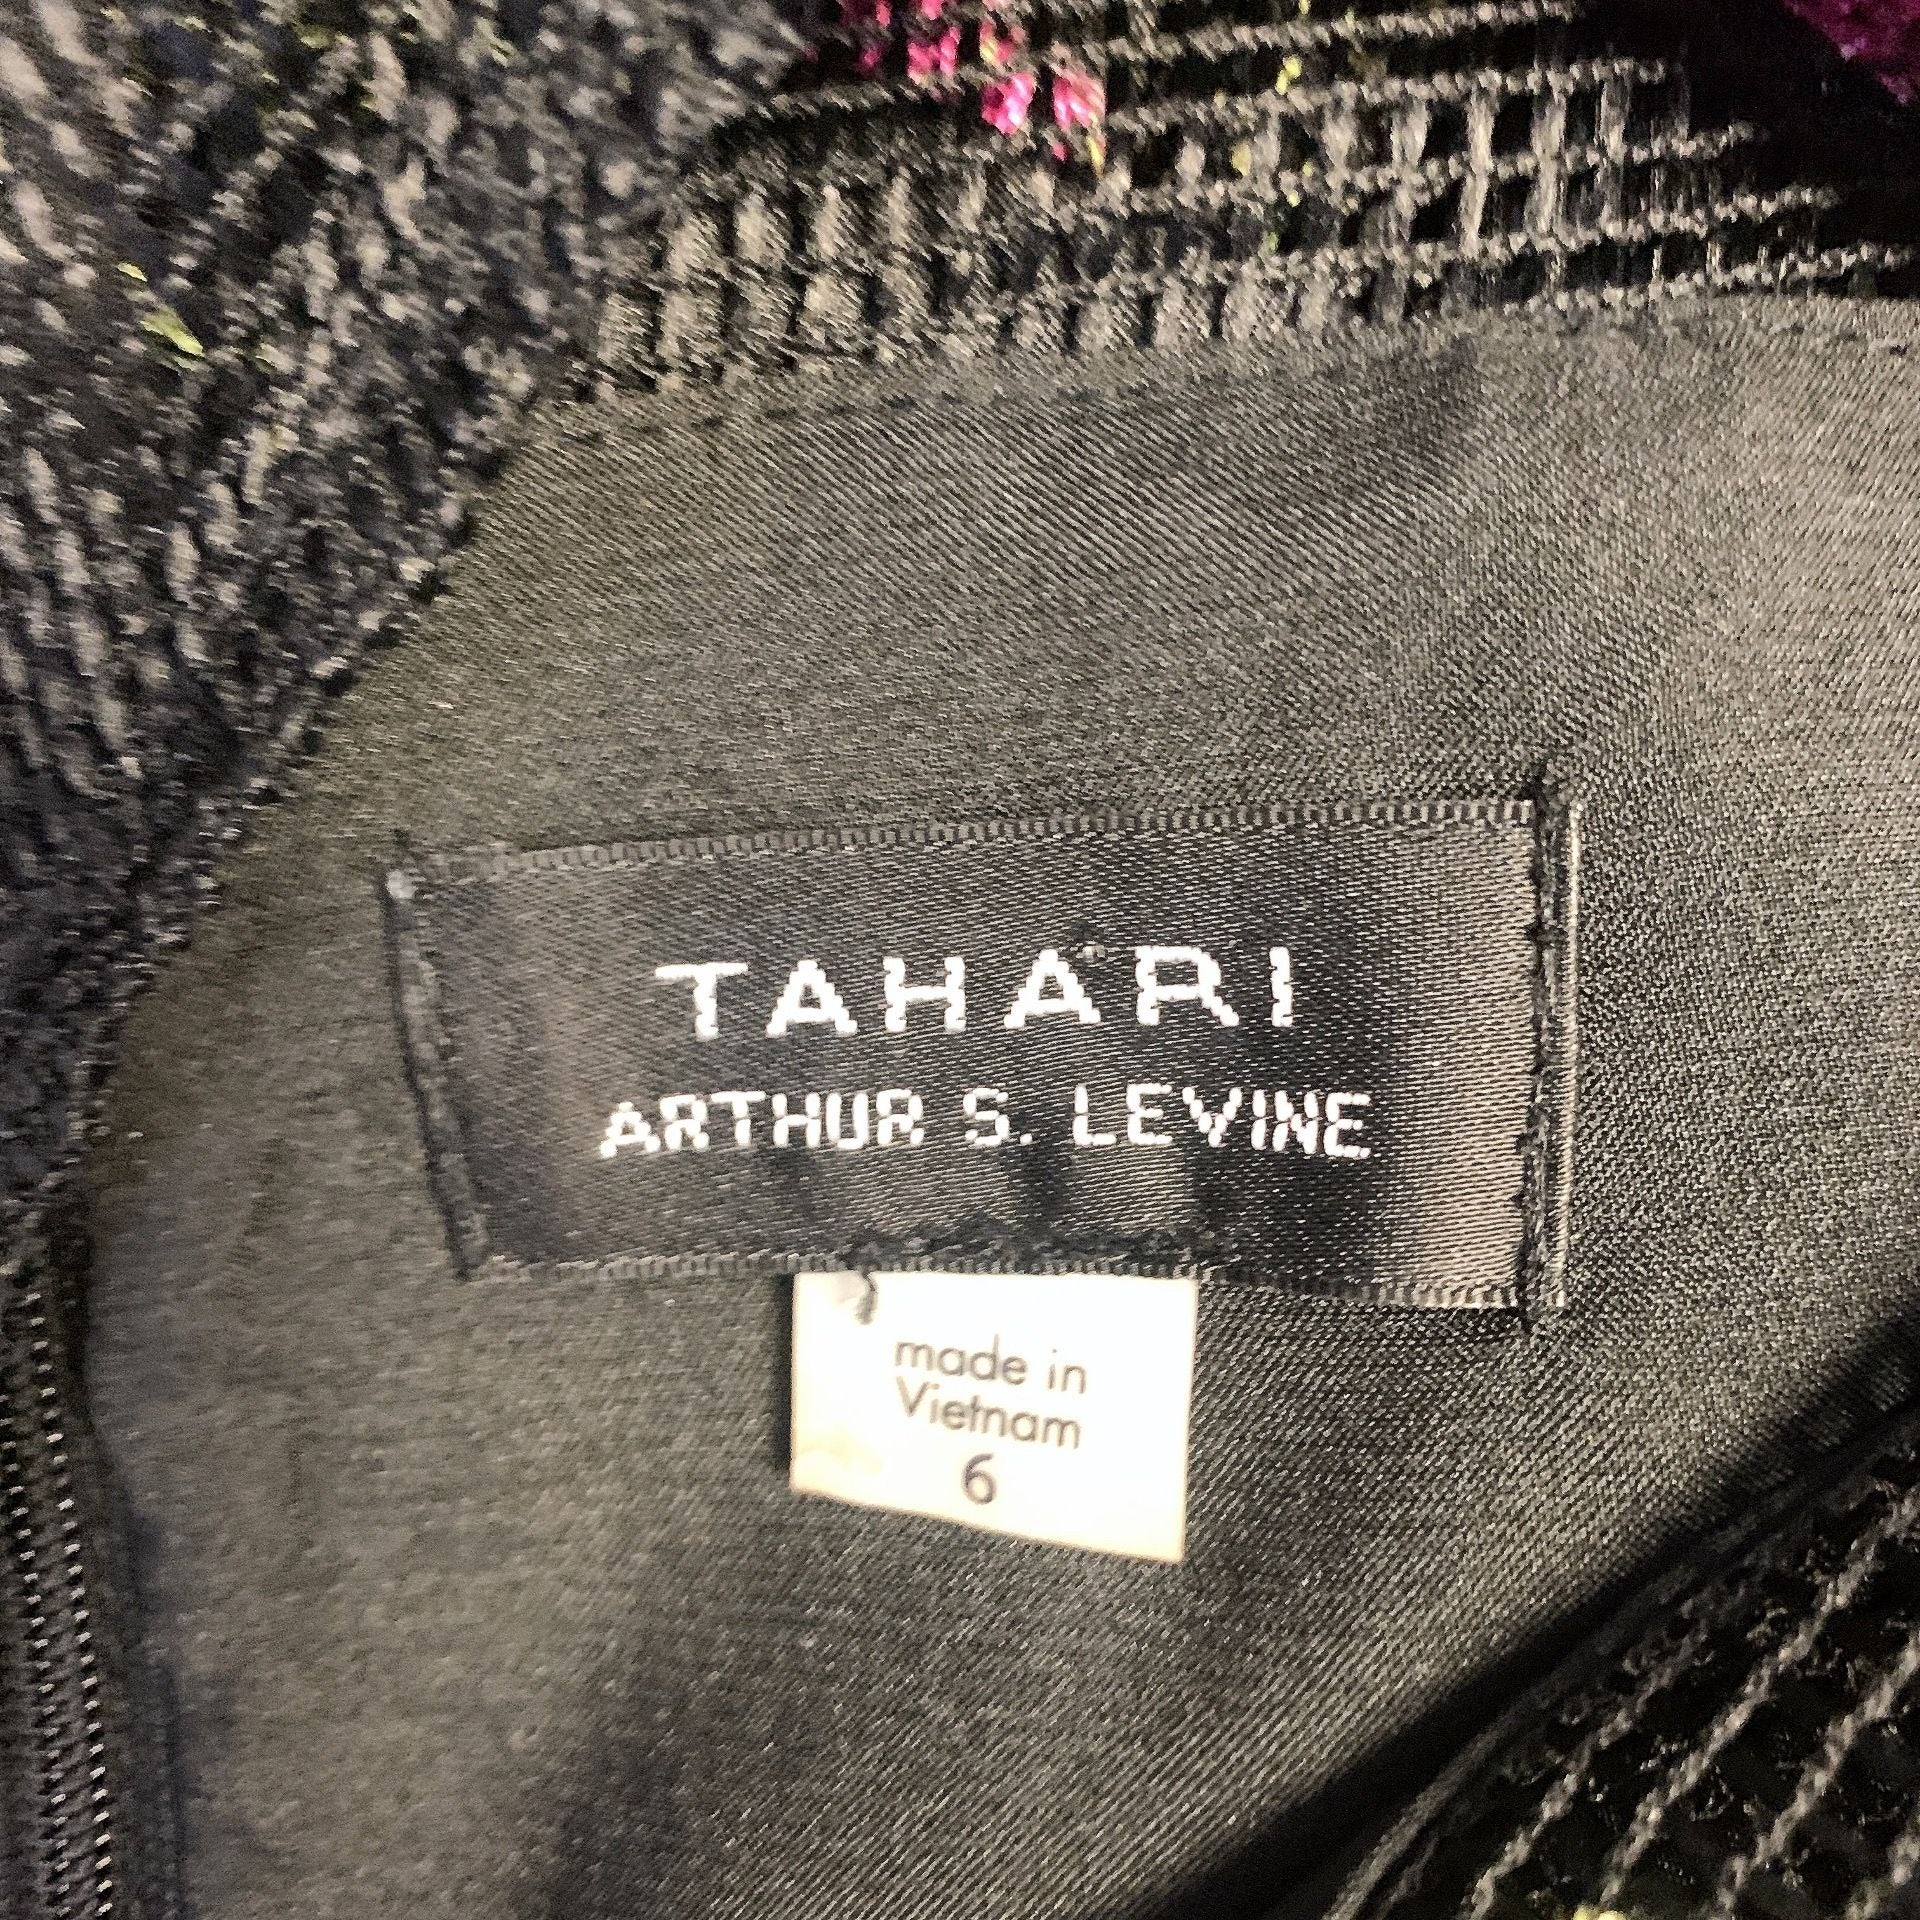 TAHARI
ARTHUR S. LEVINE
made in
Vietnam
6